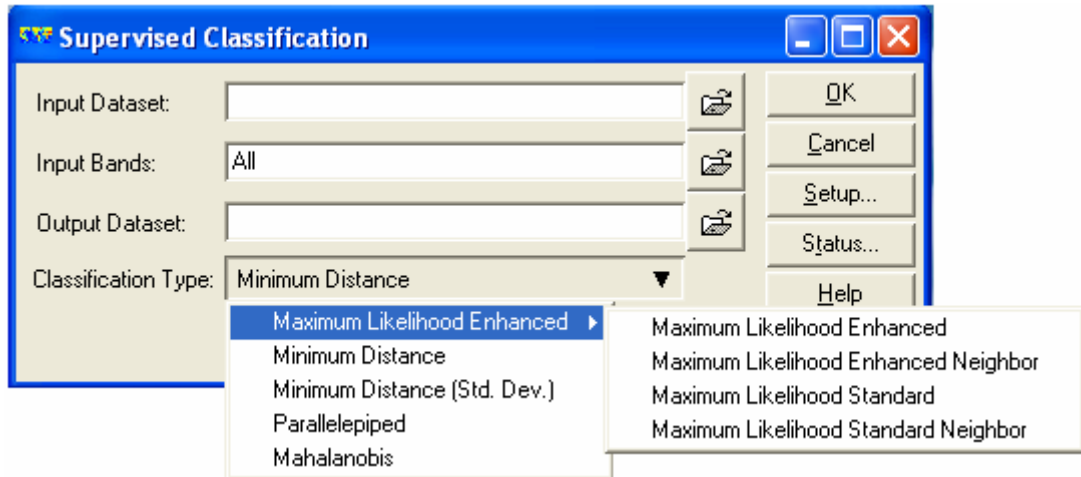 Supervised Classification
Input Dataset:
OK
Input Bands:
All
Cancel
Setup...
Output Dataset:
Status...
Classification Type:
Minimum Distance
Help
Maximum Likelihood Enhanced
Minimum Distance
Minimum Distance (Std. Dev.)
Parallelepiped
Mahalanobis
Maximum Likelihood Enhanced
Maximum Likelihood Enhanced Neighbor
Maximum Likelihood Standard
Maximum Likelihood Standard Neighbor